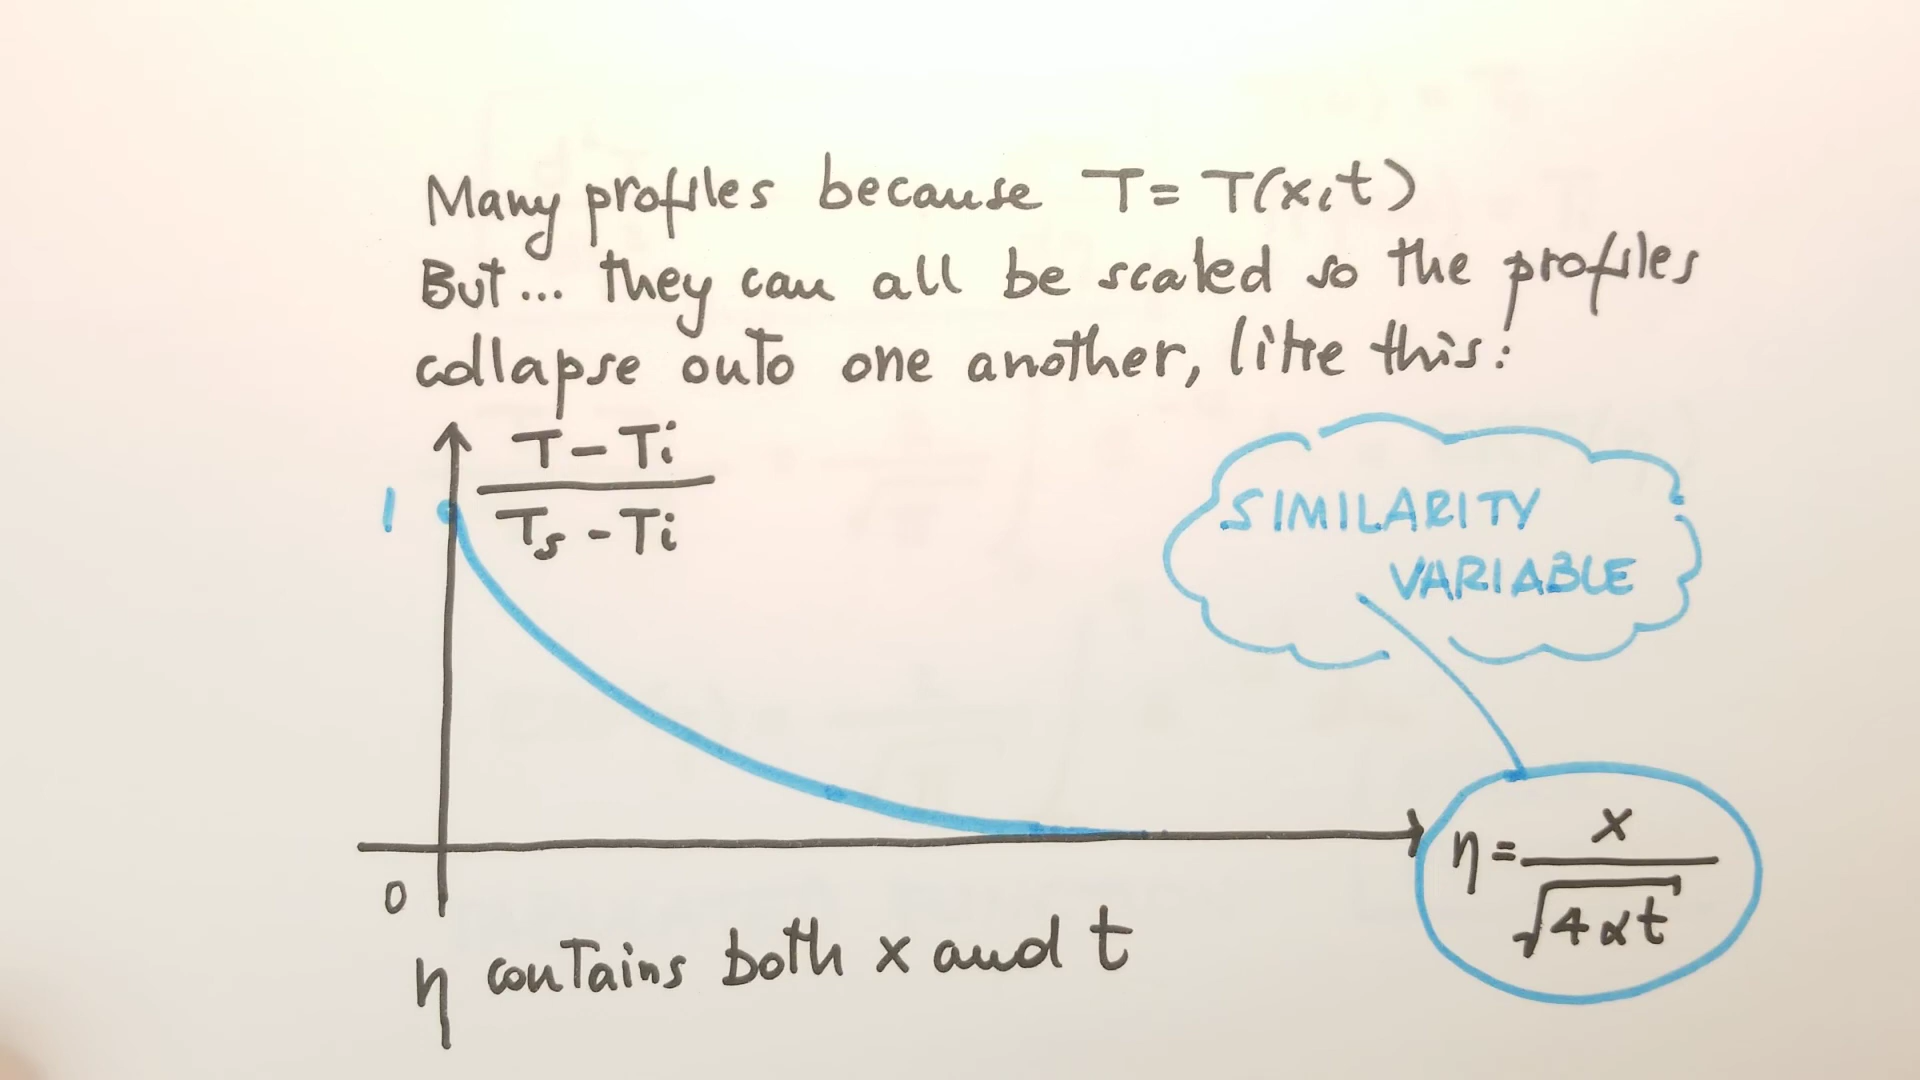 Many profiles because T = T(x,t)
But... they can all be scaled so the profiles
collapse onto one another, like this:
T - Ti
Ts - Ti
1
SIMILARITY
VARIABLE
η = x / √4αt
0
η contains both x and t